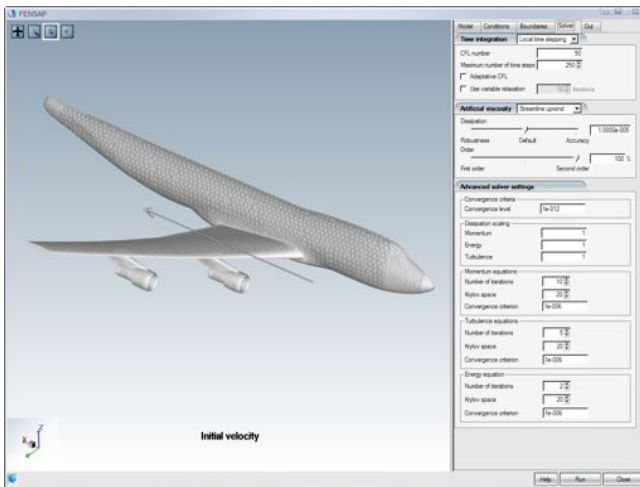 FENSAP
Model Conditions Boundaries Solver Out
Time integration Local time stepping
CFL number 50
Maximum number of time steps 250
Adaptative CFL
Use variable relaxation iterations
Artificial viscosity Streamline upwind
Dissipation
1.0000e-005
Robustness Default Accuracy
Order
100 %
First order Second order
Advanced solver settings
Convergence criteria
Convergence level 1e-012
Dissipation scaling
Momentum 1
Energy 1
Turbulence 1
Momentum equations
Number of iterations 10
Krylov space 20
Convergence criterion 1e-006
Turbulence equations
Number of iterations 5
Krylov space 20
Convergence criterion 1e-006
Energy equation
Number of iterations 2
Krylov space 20
Convergence criterion 1e-006
Z
X
Initial velocity
Help Run Close